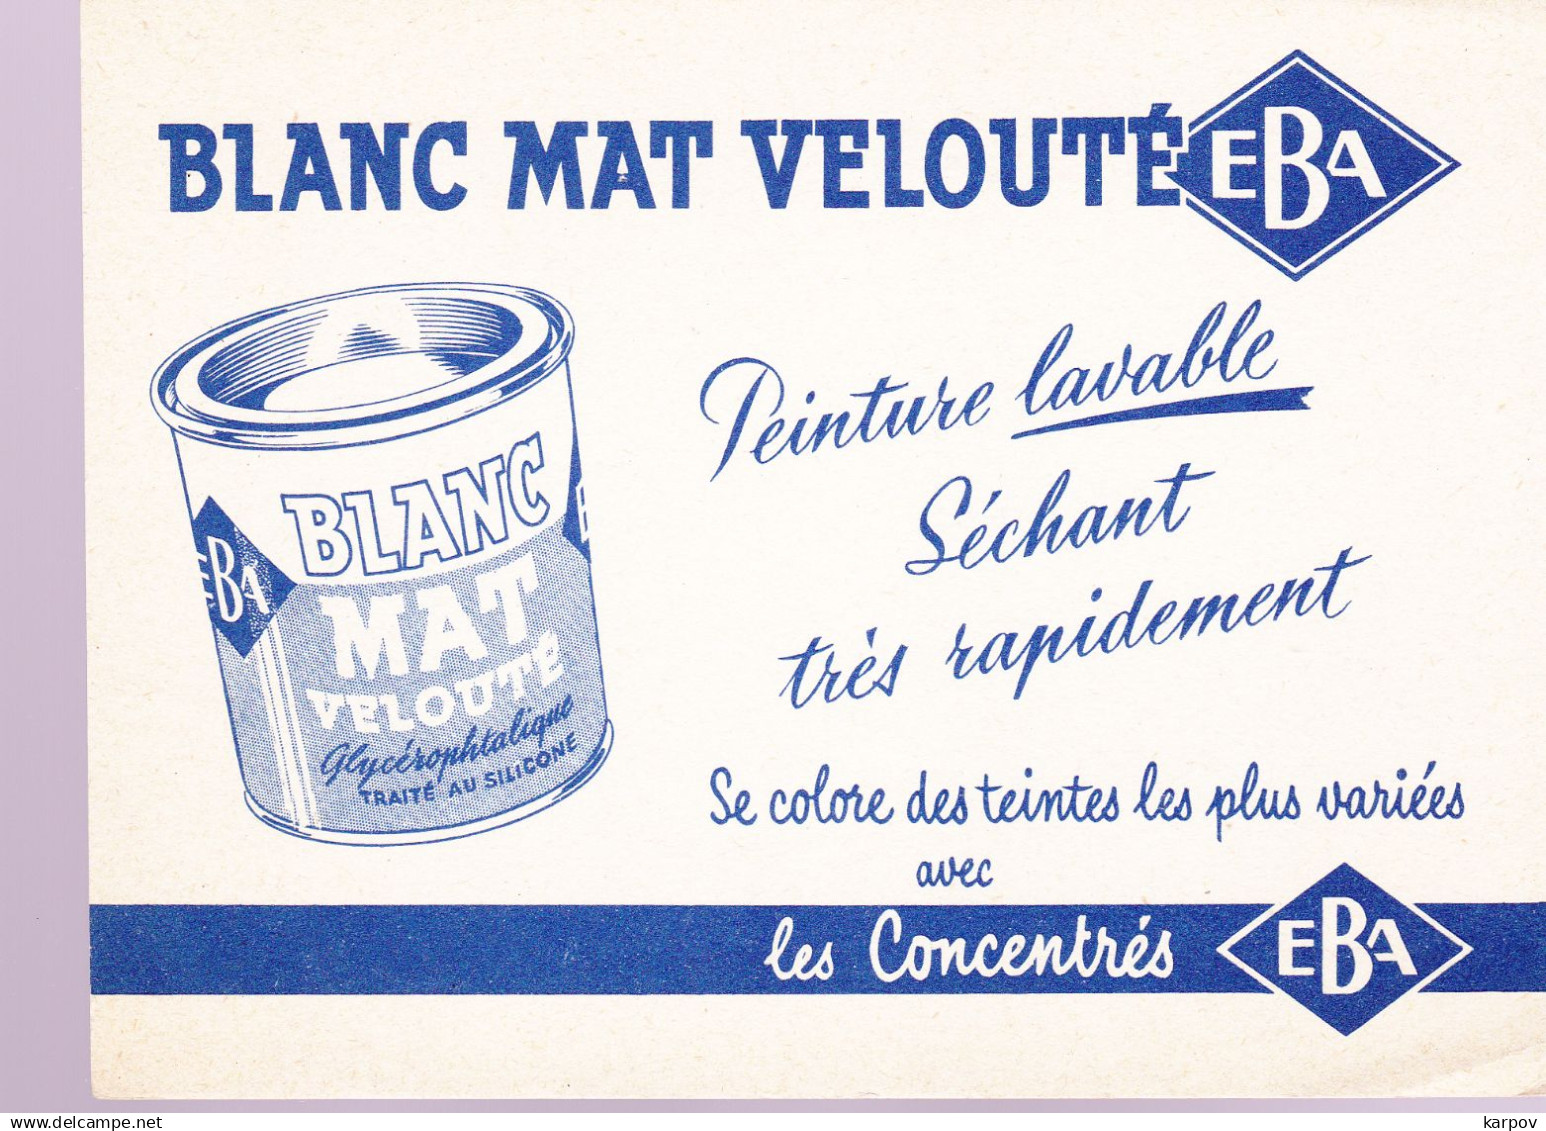 BLANC MAT VELOUTÉ EBA
Peinture lavable
Séchant
très rapidement
EBA
BLANC
MAT
VELOUTÉ
Glycérophtalique
TRAITÉ AU SILICONE
Se colore des teintes les plus variées
avec
les Concentrés EBA
www.delcampe.net
karpov